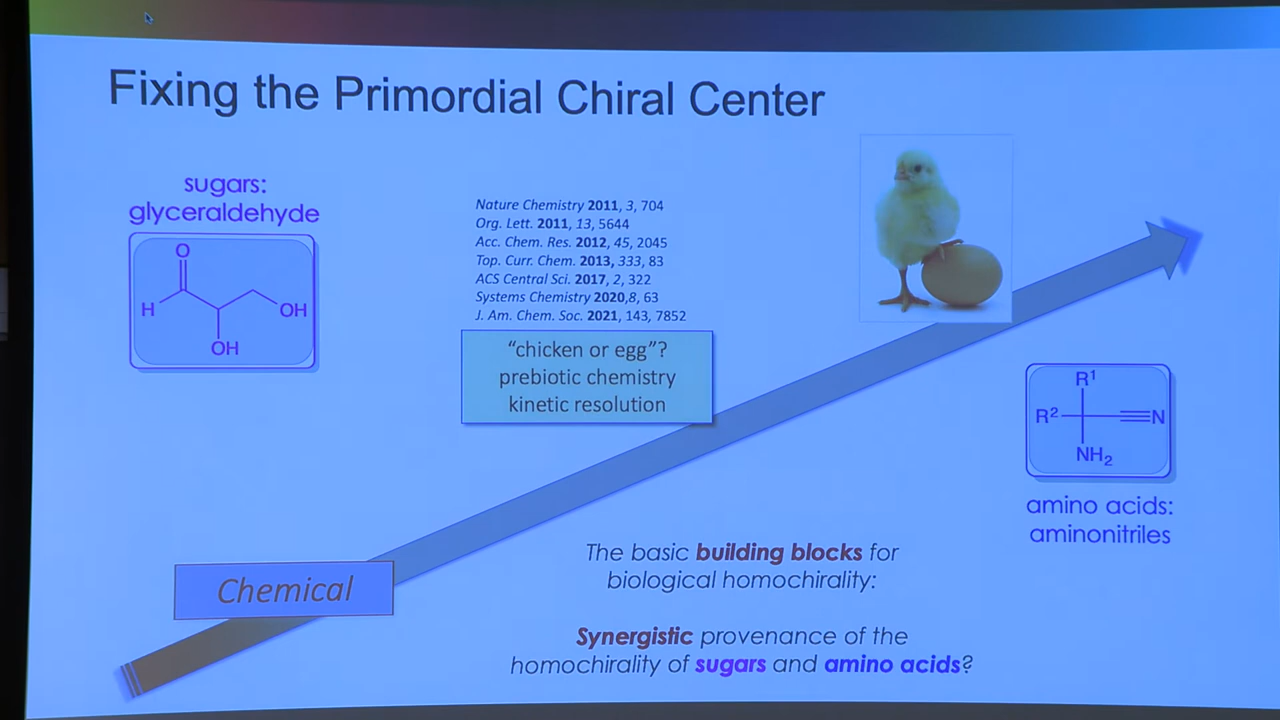 Fixing the Primordial Chiral Center
sugars:
glyceraldehyde
O
H
OH
OH
Nature Chemistry 2011, 3, 704
Org. Lett. 2011, 13, 5644
Acc. Chem. Res. 2012, 45, 2045
Top. Curr. Chem. 2013, 333, 83
ACS Central Sci. 2017, 2, 322
Systems Chemistry 2020,8, 63
J. Am. Chem. Soc. 2021, 143, 7852
“chicken or egg”?
prebiotic chemistry
kinetic resolution
R¹
R²
N
NH₂
amino acids:
aminonitriles
Chemical
The basic building blocks for
biological homochirality:
Synergistic provenance of the
homochirality of sugars and amino acids?